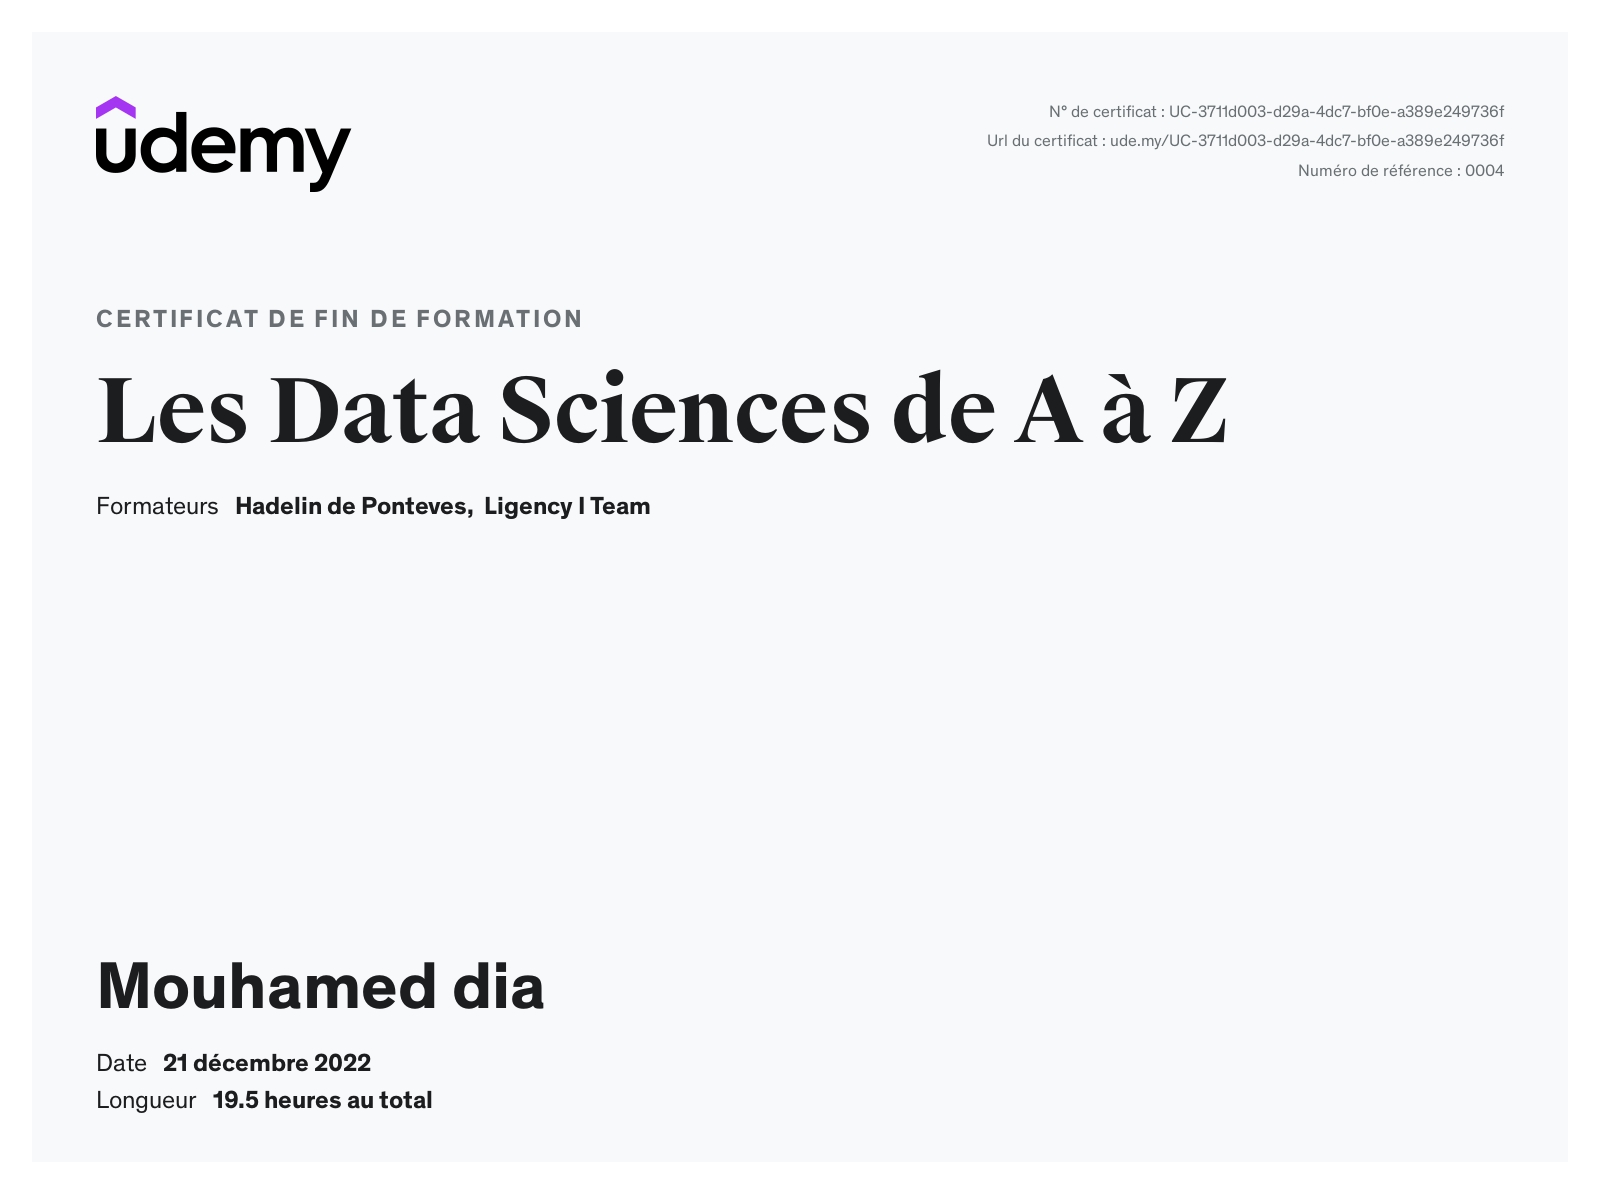 udemy
N° de certificat : UC-3711d003-d29a-4dc7-bf0e-a389e249736f
Url du certificat : ude.my/UC-3711d003-d29a-4dc7-bf0e-a389e249736f
Numéro de référence : 0004
CERTIFICAT DE FIN DE FORMATION
Les Data Sciences de A à Z
Formateurs Hadelin de Ponteves, Ligency I Team
Mouhamed dia
Date 21 décembre 2022
Longueur 19.5 heures au total